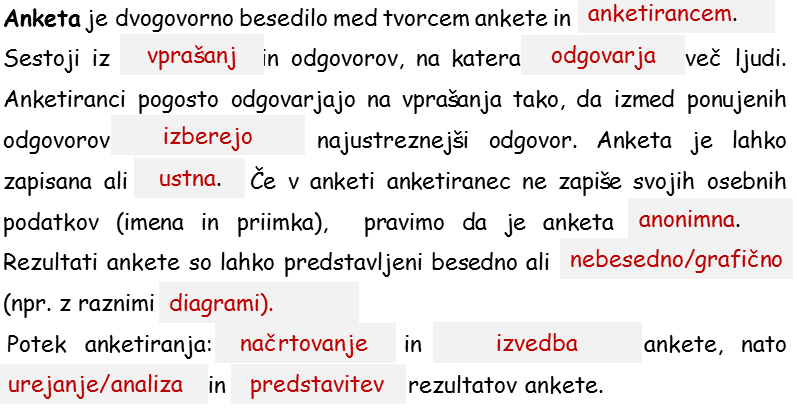 Anketa je dvogovorno besedilo med tvorcem ankete in anketirancem.
Sestoji iz vprašanj in odgovorov, na katera odgovarja več ljudi.
Anketiranci pogosto odgovarjajo na vprašanja tako, da izmed ponujenih
odgovorov izberejo najustreznejši odgovor. Anketa je lahko
zapisana ali ustna. Če v anketi anketiranec ne zapiše svojih osebnih
podatkov (imena in priimka), pravimo da je anketa anonimna.
Rezultati ankete so lahko predstavljeni besedno ali nebesedno/grafično
(npr. z raznimi diagrami).
Potek anketiranja: načrtovanje in izvedba ankete, nato
urejanje/analiza in predstavitev rezultatov ankete.